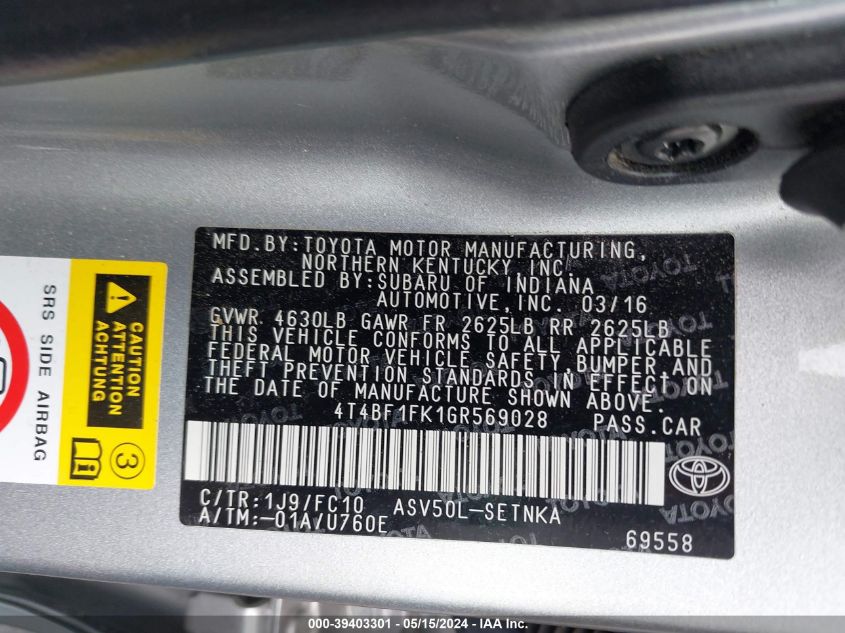 MFD.BY:TOYOTA MOTOR MANUFACTURING,
NORTHERN KENTUCKY, INC.
ASSEMBLED BY:SUBARU OF INDIANA
AUTOMOTIVE,INC. 03/16
GVWR 4630LB GAWR FR 2625LB RR 2625LB
THIS VEHICLE CONFORMS TO ALL APPLICABLE
FEDERAL MOTOR VEHICLE SAFETY,BUMPER,AND
THEFT PREVENTION STANDARDS IN EFFECT ON
THE DATE OF MANUFACTURE SHOWN ABOVE.
4T4BF1FK1GR569028 PASS.CAR
C/TR:1J9/FC10 ASV50L-SETNKA
A/TM:-01A/U760E
69558
SRS SIDE AIRBAG
CAUTION
ATTENTION
ACHTUNG
3
000-39403301 - 05/15/2024 - IAA Inc.